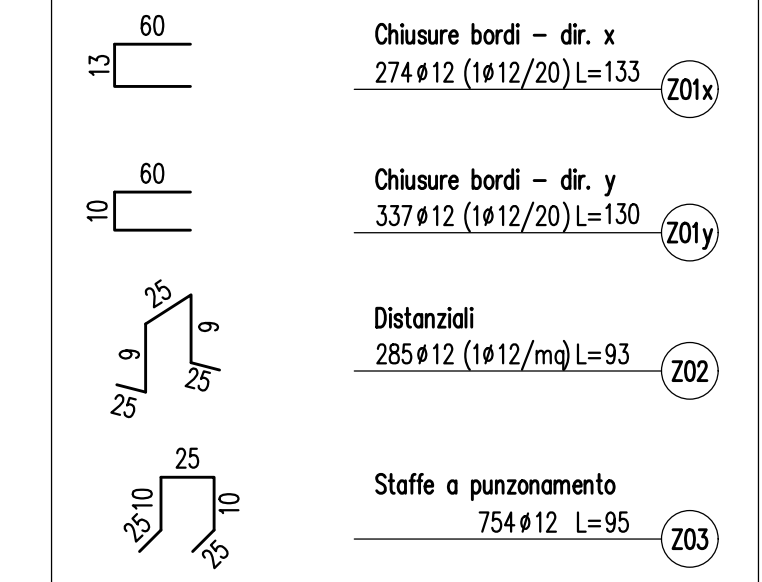 60
13
Chiusure bordi – dir. x
274ø12 (1ø12/20) L=133
Z01x
60
10
Chiusure bordi – dir. y
337ø12 (1ø12/20) L=130
Z01y
25
9
9
25
25
Distanziali
285ø12 (1ø12/mq) L=93
Z02
25
10
10
25
25
Staffe a punzonamento
754ø12 L=95
Z03